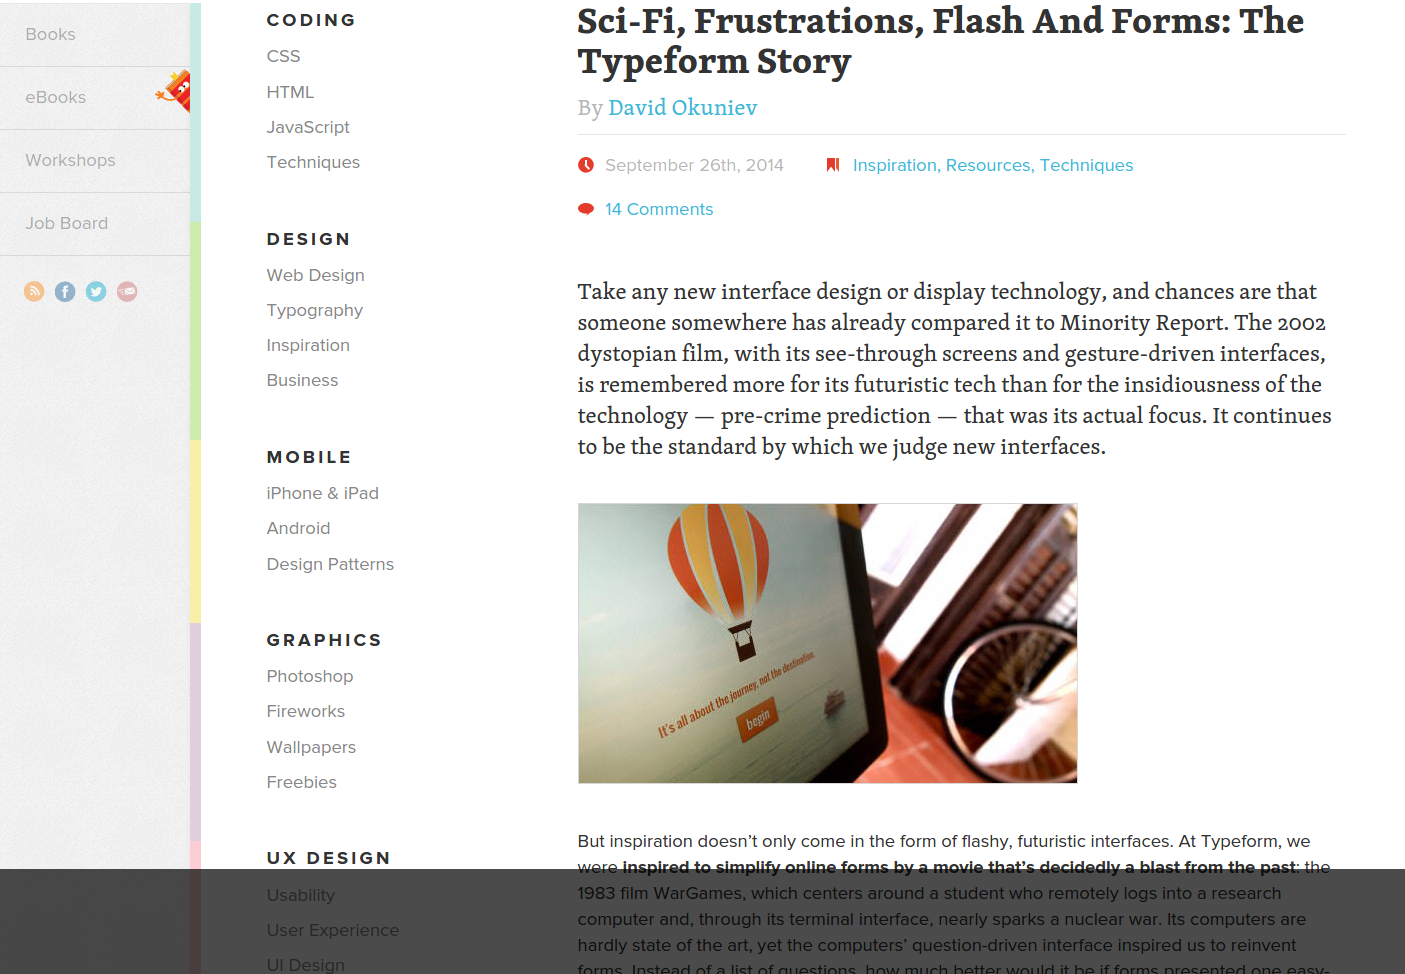 Books
eBooks
Workshops
Job Board
CODING
CSS
HTML
JavaScript
Techniques
DESIGN
Web Design
Typography
Inspiration
Business
MOBILE
iPhone & iPad
Android
Design Patterns
GRAPHICS
Photoshop
Fireworks
Wallpapers
Freebies
UX DESIGN
Usability
User Experience
UI Design
Sci-Fi, Frustrations, Flash And Forms: The
Typeform Story
By David Okuniev
September 26th, 2014
Inspiration, Resources, Techniques
14 Comments
Take any new interface design or display technology, and chances are that
someone somewhere has already compared it to Minority Report. The 2002
dystopian film, with its see-through screens and gesture-driven interfaces,
is remembered more for its futuristic tech than for the insidiousness of the
technology — pre-crime prediction — that was its actual focus. It continues
to be the standard by which we judge new interfaces.
It's all about the journey, not the destination.
begin
But inspiration doesn’t only come in the form of flashy, futuristic interfaces. At Typeform, we
were inspired to simplify online forms by a movie that’s decidedly a blast from the past: the
1983 film WarGames, which centers around a student who remotely logs into a research
computer and, through its terminal interface, nearly sparks a nuclear war. Its computers are
hardly state of the art, yet the computers’ question-driven interface inspired us to reinvent
forms. Instead of a list of questions, how much better would it be if forms presented one easy-